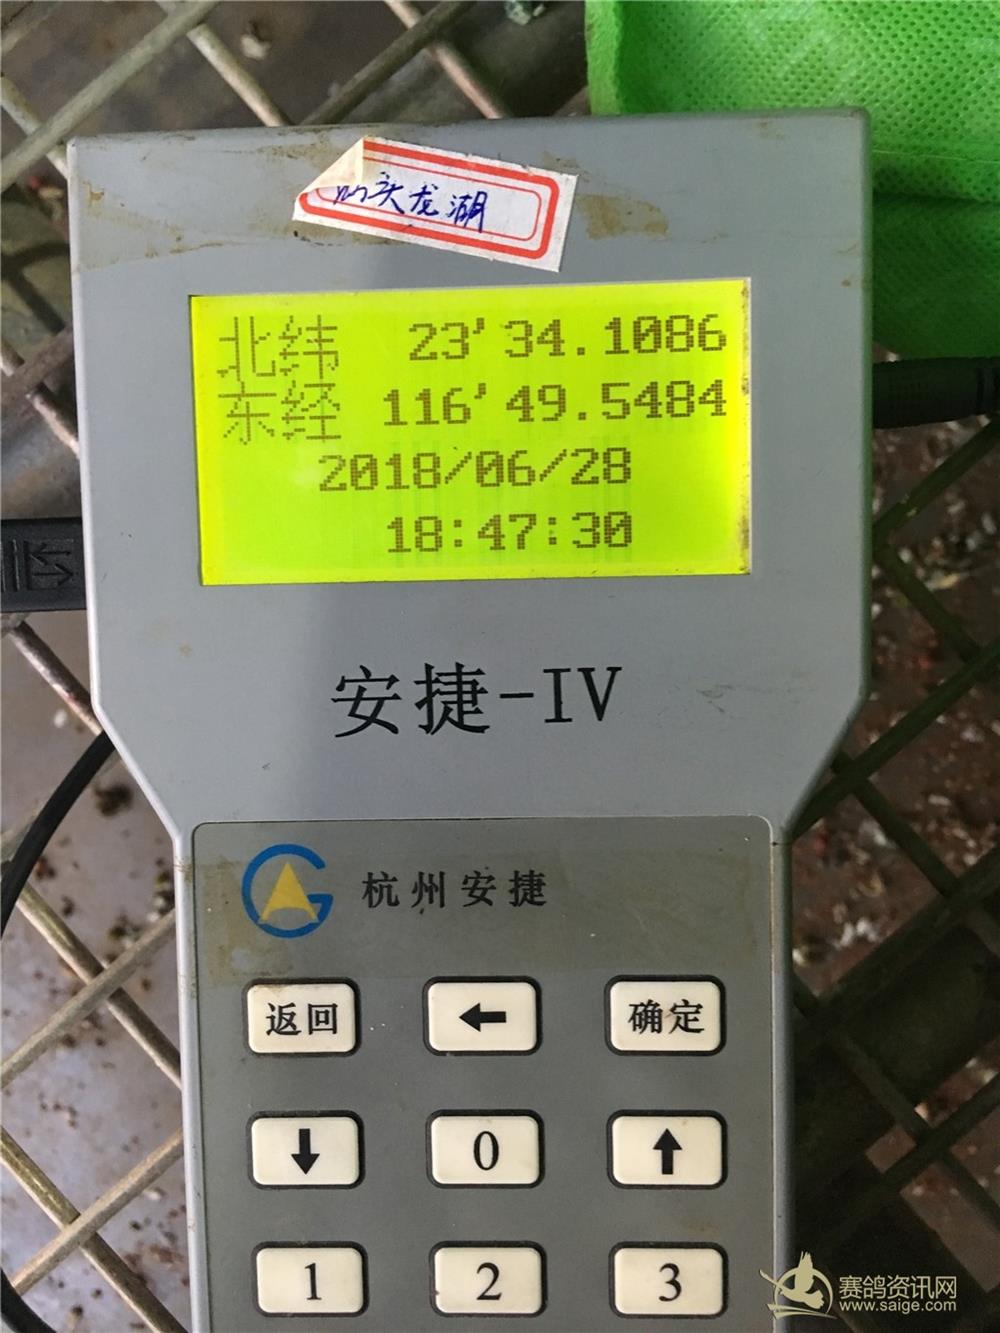 汕头龙湖
北纬 23'34.1086
东经 116'49.5484
2018/06/28
18:47:30
安捷-IV
杭州安捷
返回 ← 确定
↓ 0 ↑
1 2 3
赛鸽资讯网
www.saige.com